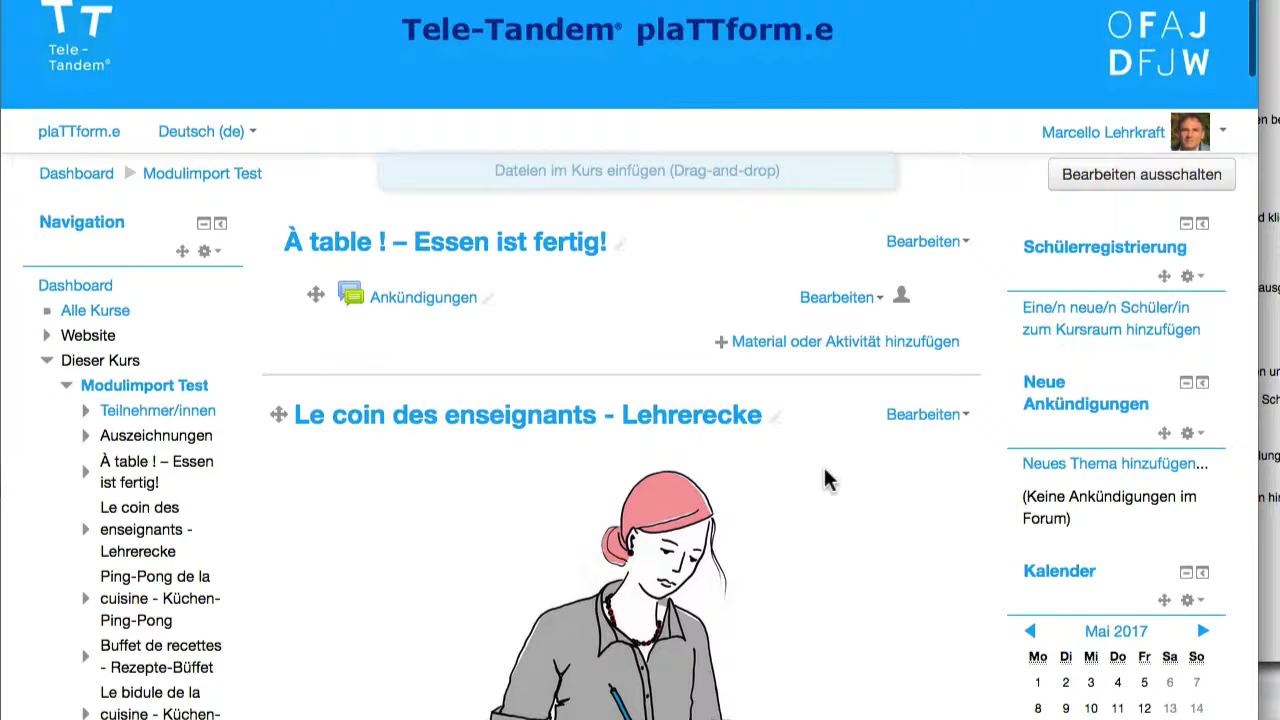 Tele-Tandem® plaTTform.e
TT
Tele-
Tandem®
OFAJ
DFJW
plaTTform.e
Deutsch (de)
Marcello Lehrkraft
Dashboard
Modulimport Test
Dateien im Kurs einfügen (Drag-and-drop)
Bearbeiten ausschalten
Navigation
Dashboard
Alle Kurse
Website
Dieser Kurs
Modulimport Test
Teilnehmer/innen
Auszeichnungen
À table ! – Essen
ist fertig!
Le coin des
enseignants -
Lehrerecke
Ping-Pong de la
cuisine - Küchen-
Ping-Pong
Buffet de recettes
- Rezepte-Büffet
Le bidule de la
cuisine - Küchen-
À table ! – Essen ist fertig!
Bearbeiten
Ankündigungen
Bearbeiten
Material oder Aktivität hinzufügen
Le coin des enseignants - Lehrerecke
Bearbeiten
Schülerregistrierung
Eine/n neue/n Schüler/in
zum Kursraum hinzufügen
Neue
Ankündigungen
Neues Thema hinzufügen...
(Keine Ankündigungen im
Forum)
Kalender
Mai 2017
Mo Di Mi Do Fr Sa So
1 2 3 4 5 6 7
8 9 10 11 12 13 14